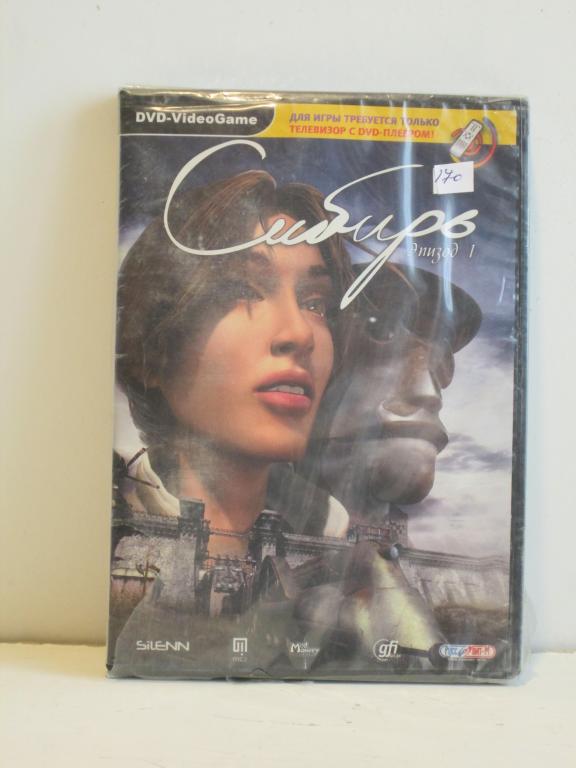 DVD-VideoGame
ДЛЯ ИГРЫ ТРЕБУЕТСЯ ТОЛЬКО
ТЕЛЕВИЗОР С DVD-ПЛЕЕРОМ!
170
Сибирь
Эпизод 1
SiLENN
gfi